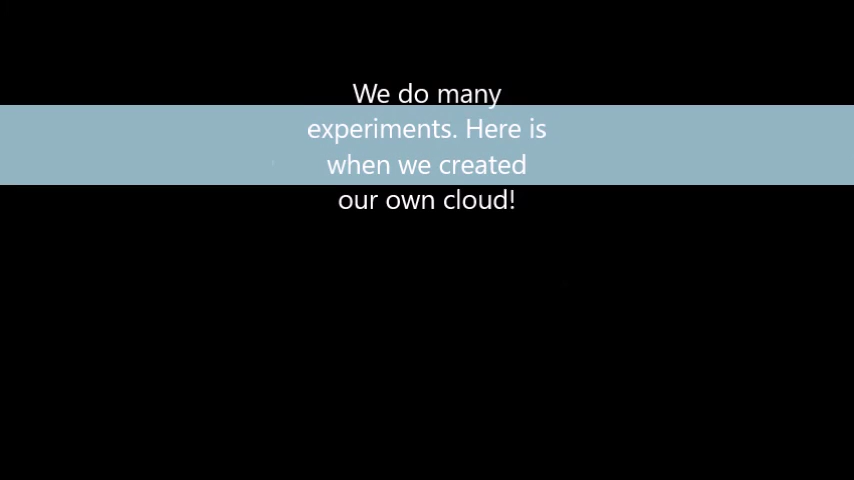 We do many
experiments. Here is
when we created
our own cloud!